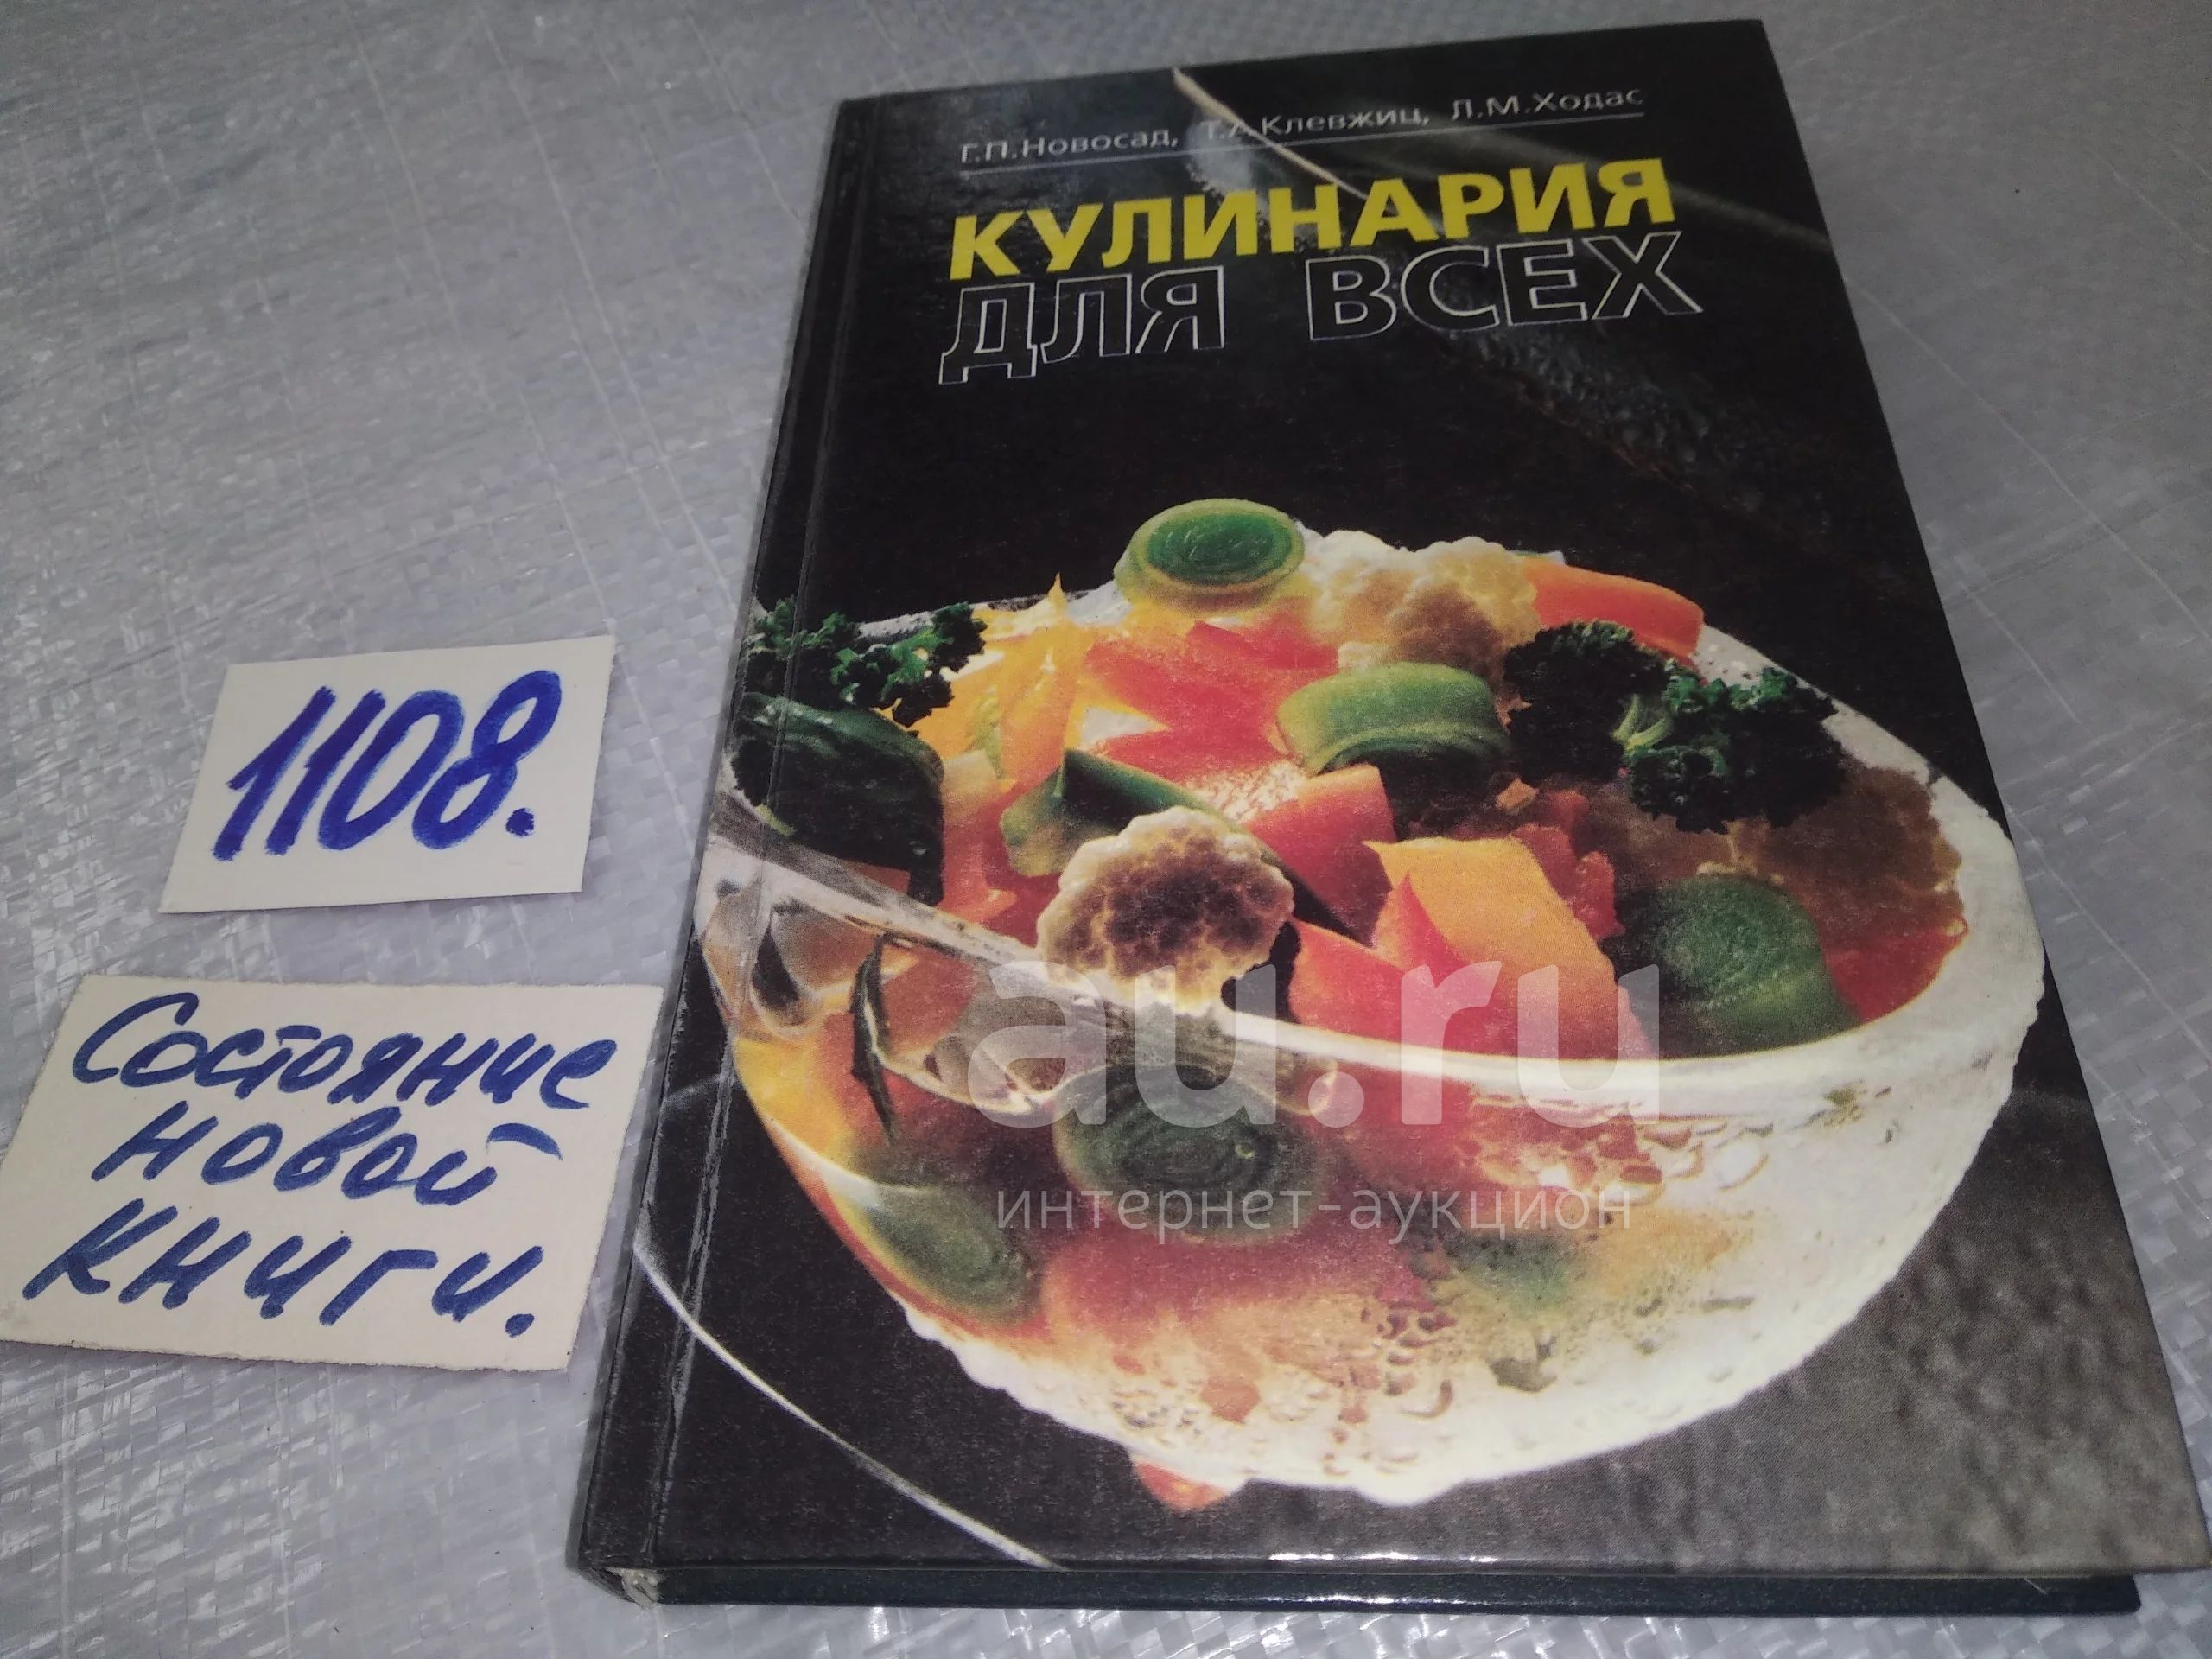 Г.П.Новосад, Т.А.Клевжиц, Л.М.Ходас
КУЛИНАРИЯ
ДЛЯ ВСЕХ
1108.
Состояние
новой
книги.
au.ru
интернет-аукцион